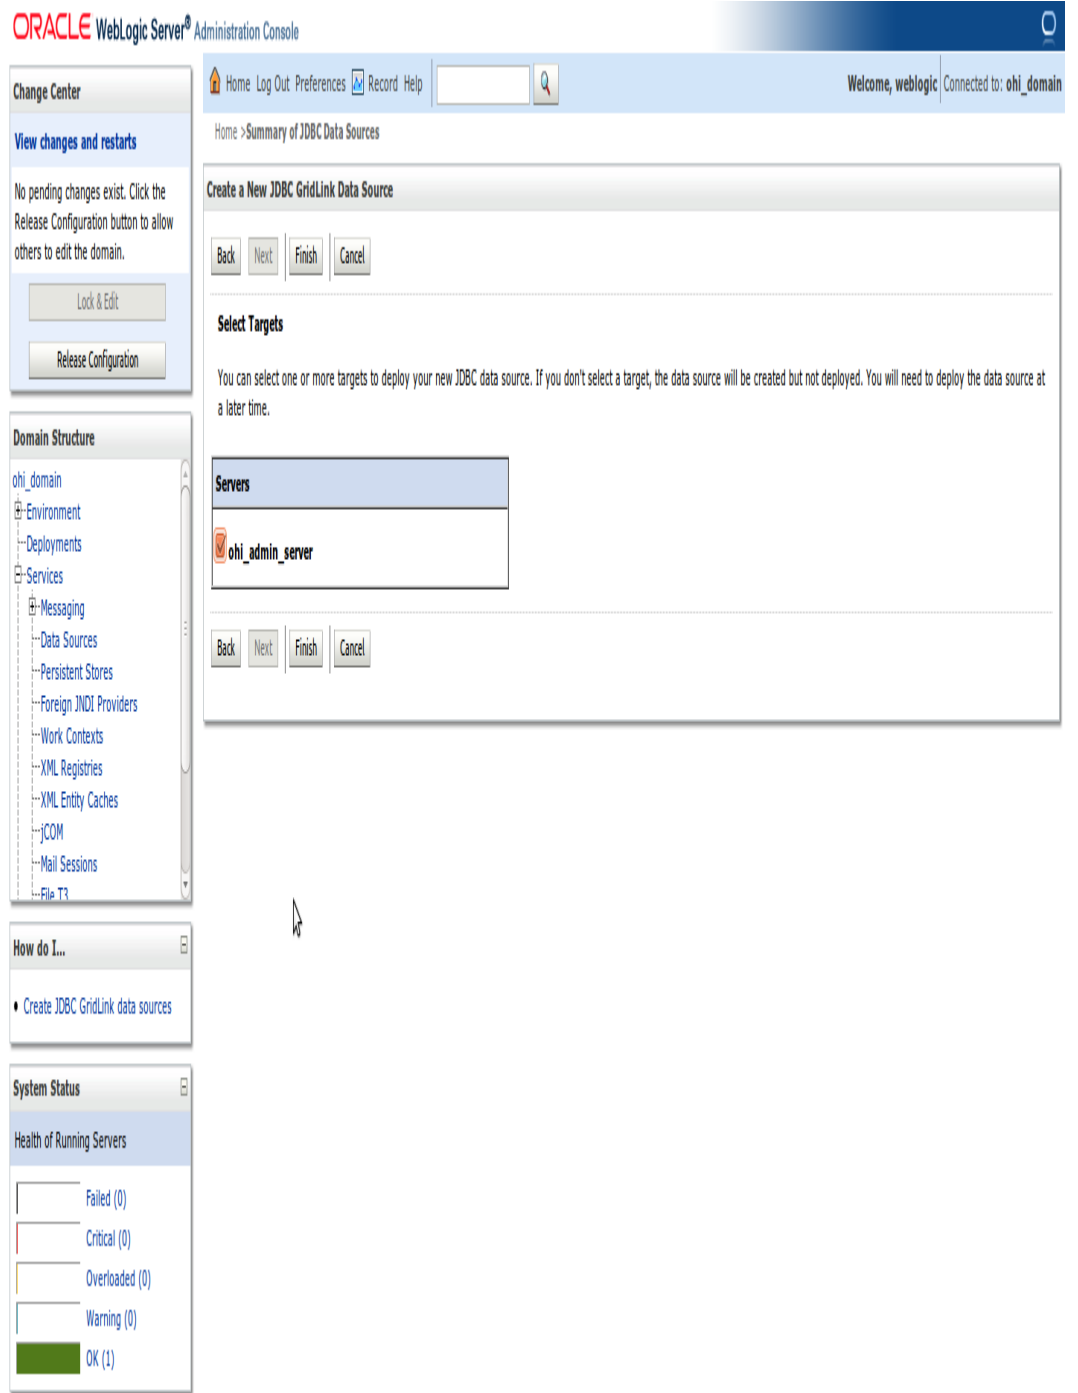 ORACLE WebLogic Server® Administration Console
Change Center
View changes and restarts
No pending changes exist. Click the
Release Configuration button to allow
others to edit the domain.
Lock & Edit
Release Configuration
Domain Structure
ohi_domain
Environment
Deployments
Services
Messaging
Data Sources
Persistent Stores
Foreign JNDI Providers
Work Contexts
XML Registries
XML Entity Caches
jCOM
Mail Sessions
File T3
How do I...
Create JDBC GridLink data sources
System Status
Health of Running Servers
Failed (0)
Critical (0)
Overloaded (0)
Warning (0)
OK (1)
Home Log Out Preferences Record Help
Welcome, weblogic Connected to: ohi_domain
Home >Summary of JDBC Data Sources
Create a New JDBC GridLink Data Source
Back Next Finish Cancel
Select Targets
You can select one or more targets to deploy your new JDBC data source. If you don't select a target, the data source will be created but not deployed. You will need to deploy the data source at
a later time.
Servers
ohi_admin_server
Back Next Finish Cancel